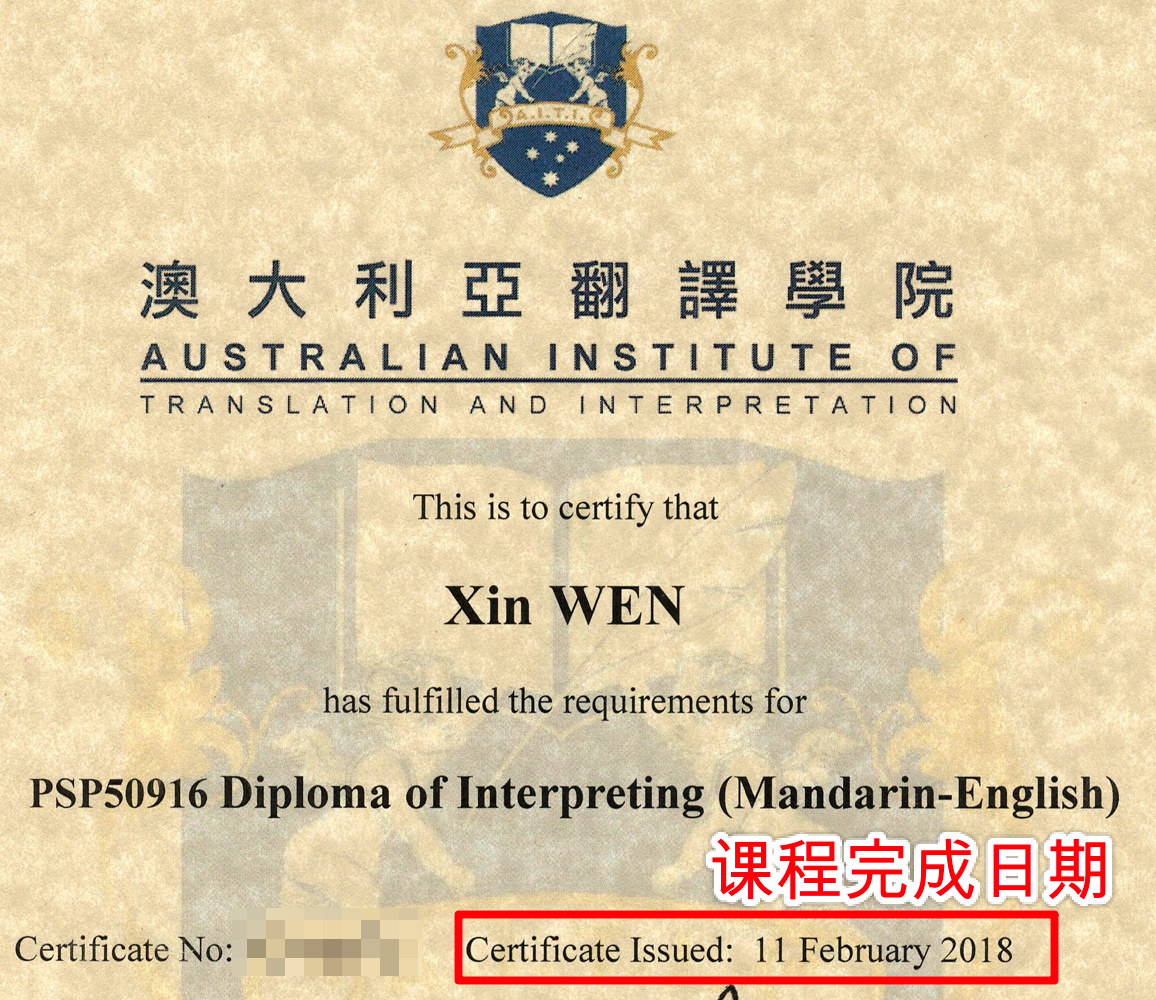 A.I.T.I.
澳大利亞翻譯學院
AUSTRALIAN INSTITUTE OF
TRANSLATION AND INTERPRETATION
This is to certify that
Xin WEN
has fulfilled the requirements for
PSP50916 Diploma of Interpreting (Mandarin-English)
课程完成日期
Certificate No:
Certificate Issued: 11 February 2018